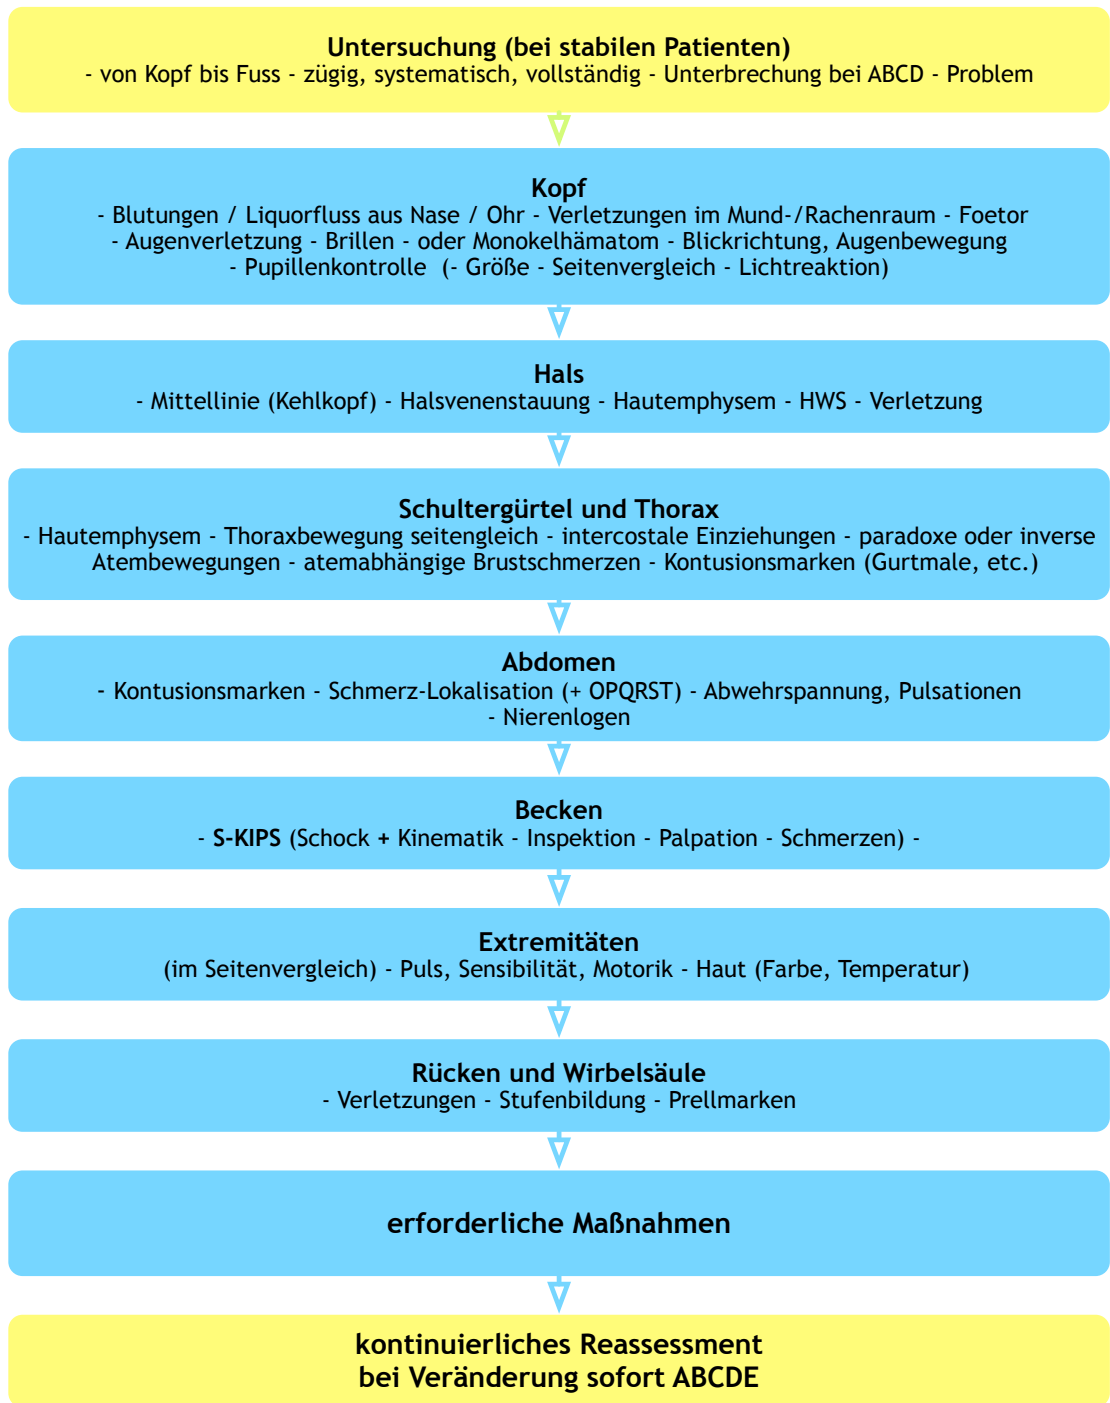 Untersuchung (bei stabilen Patienten)
- von Kopf bis Fuss - zügig, systematisch, vollständig - Unterbrechung bei ABCD - Problem
Kopf
- Blutungen / Liquorfluss aus Nase / Ohr - Verletzungen im Mund-/Rachenraum - Foetor
- Augenverletzung - Brillen - oder Monokelhämatom - Blickrichtung, Augenbewegung
- Pupillenkontrolle (- Größe - Seitenvergleich - Lichtreaktion)
Hals
- Mittellinie (Kehlkopf) - Halsvenenstauung - Hautemphysem - HWS - Verletzung
Schultergürtel und Thorax
- Hautemphysem - Thoraxbewegung seitengleich - intercostale Einziehungen - paradoxe oder inverse
Atembewegungen - atemabhängige Brustschmerzen - Kontusionsmarken (Gurtmale, etc.)
Abdomen
- Kontusionsmarken - Schmerz-Lokalisation (+ OPQRST) - Abwehrspannung, Pulsationen
- Nierenlogen
Becken
- S-KIPS (Schock + Kinematik - Inspektion - Palpation - Schmerzen) -
Extremitäten
(im Seitenvergleich) - Puls, Sensibilität, Motorik - Haut (Farbe, Temperatur)
Rücken und Wirbelsäule
- Verletzungen - Stufenbildung - Prellmarken
erforderliche Maßnahmen
kontinuierliches Reassessment
bei Veränderung sofort ABCDE